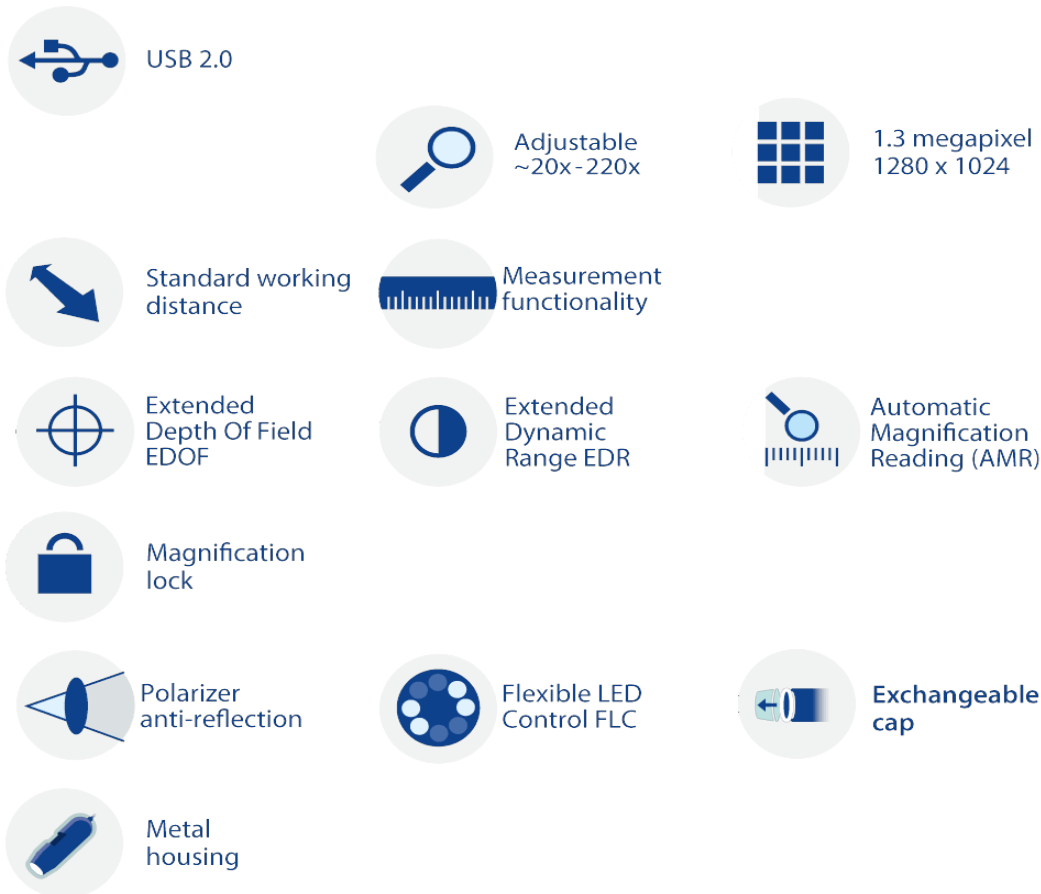 USB 2.0
Adjustable
~20x-220x
1.3 megapixel
1280 x 1024
Standard working
distance
Measurement
functionality
Extended
Depth Of Field
EDOF
Extended
Dynamic
Range EDR
Automatic
Magnification
Reading (AMR)
Magnification
lock
Polarizer
anti-reflection
Flexible LED
Control FLC
Exchangeable
cap
Metal
housing